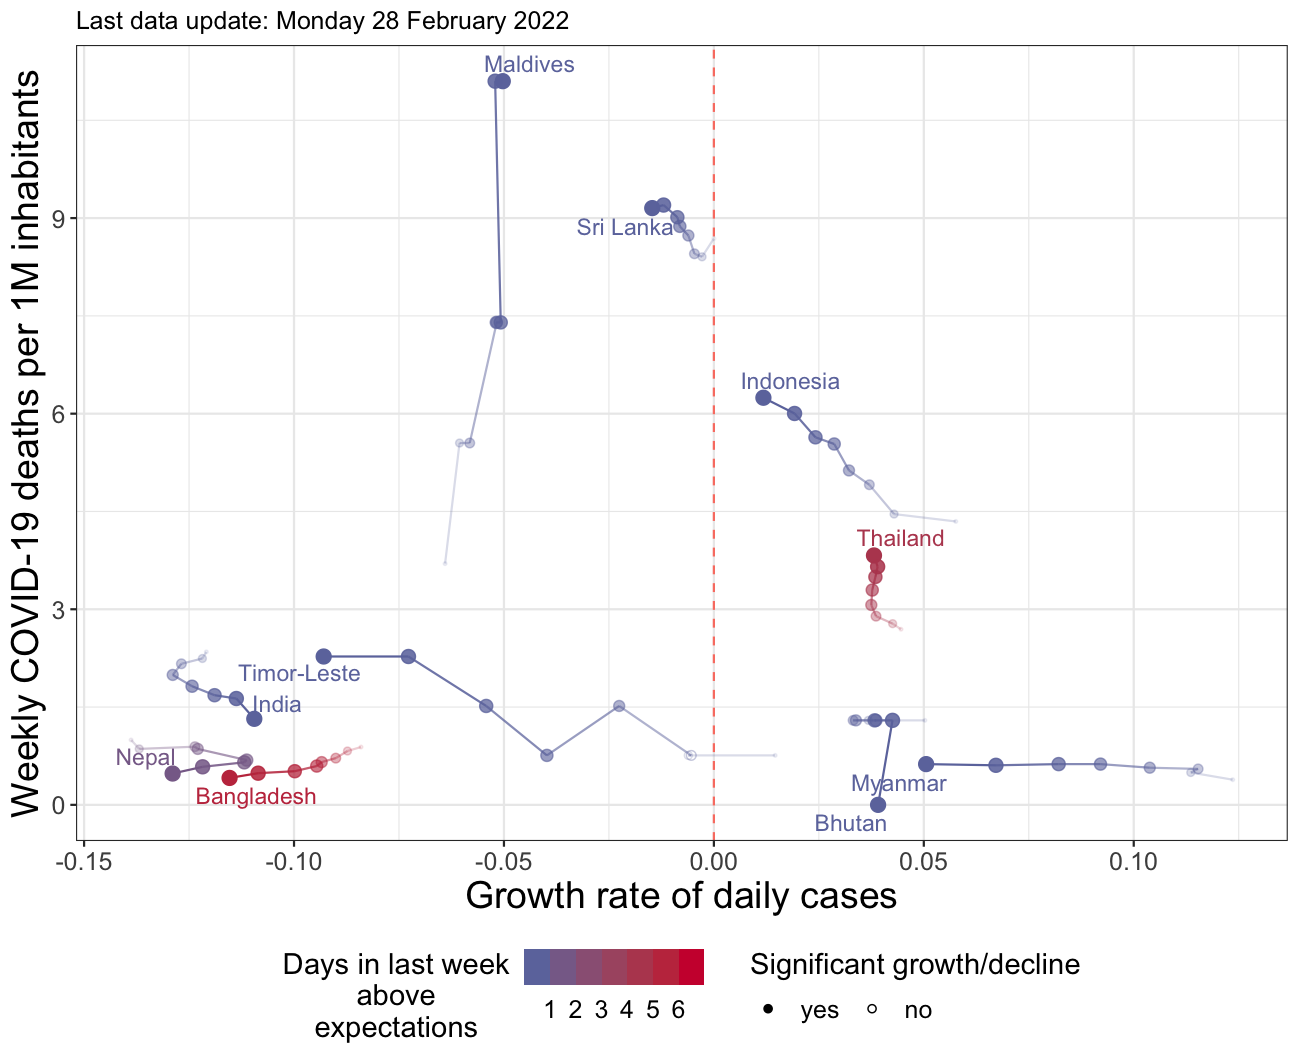 Last data update: Monday 28 February 2022
Weekly COVID-19 deaths per 1M inhabitants
9
6
3
0
Maldives
Sri Lanka
Indonesia
Thailand
Timor-Leste
India
Nepal
Bangladesh
Myanmar
Bhutan
-0.15 -0.10 -0.05 0.00 0.05 0.10
Growth rate of daily cases
Days in last week
above
expectations
1 2 3 4 5 6
Significant growth/decline
yes no